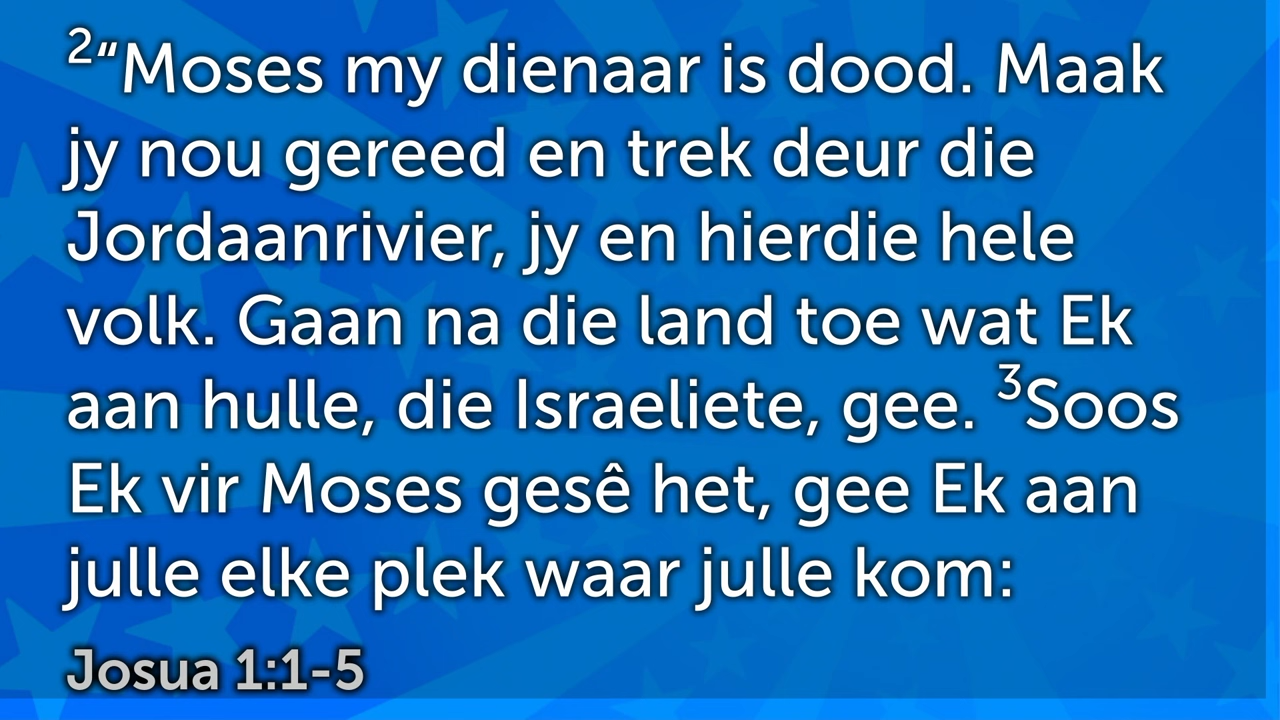 ²“Moses my dienaar is dood. Maak
jy nou gereed en trek deur die
Jordaanrivier, jy en hierdie hele
volk. Gaan na die land toe wat Ek
aan hulle, die Israeliete, gee. ³Soos
Ek vir Moses gesê het, gee Ek aan
julle elke plek waar julle kom:
Josua 1:1-5